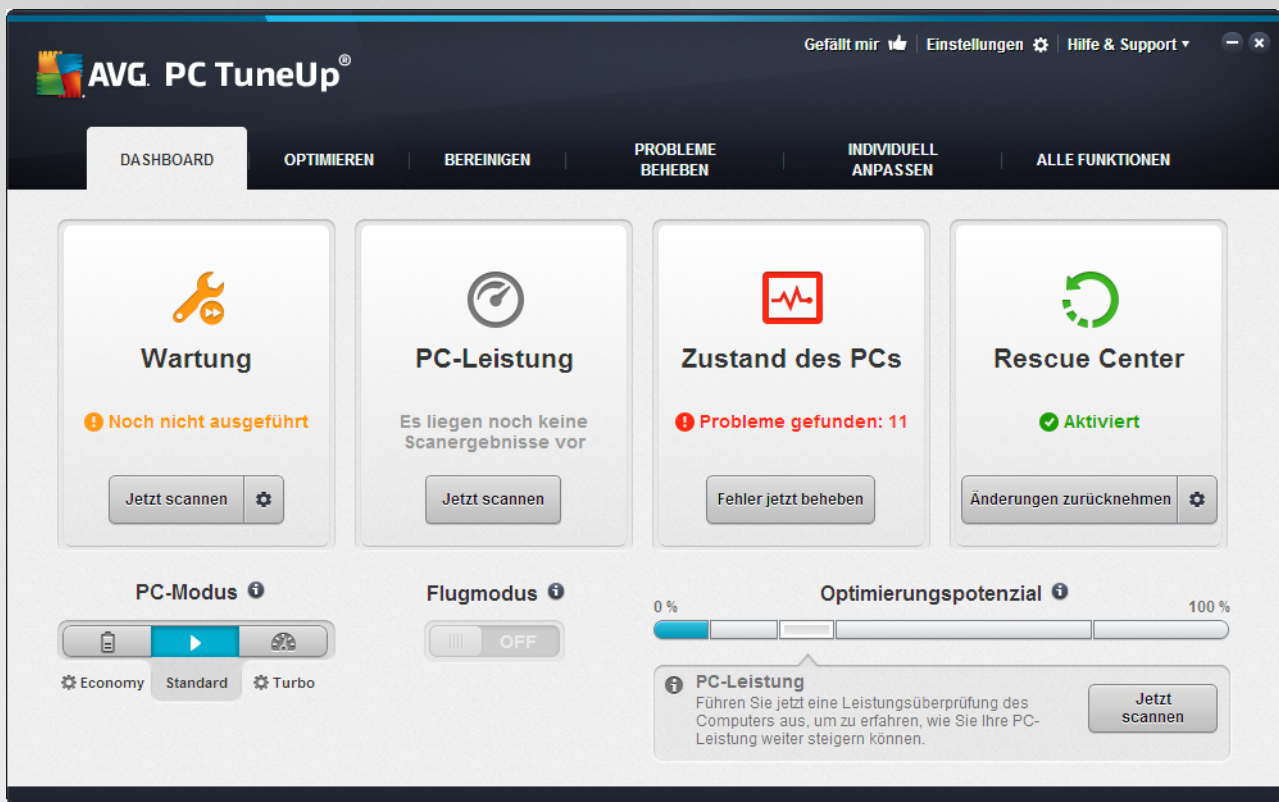 Gefällt mir Einstellungen Hilfe & Support
AVG. PC TuneUp®
DASHBOARD OPTIMIEREN BEREINIGEN PROBLEME BEHEBEN INDIVIDUELL ANPASSEN ALLE FUNKTIONEN
Wartung
Noch nicht ausgeführt
Jetzt scannen
PC-Leistung
Es liegen noch keine
Scanergebnisse vor
Jetzt scannen
Zustand des PCs
Probleme gefunden: 11
Fehler jetzt beheben
Rescue Center
Aktiviert
Änderungen zurücknehmen
PC-Modus
Economy Standard Turbo
Flugmodus
OFF
Optimierungspotenzial
0 % 100 %
PC-Leistung
Führen Sie jetzt eine Leistungsüberprüfung des
Computers aus, um zu erfahren, wie Sie Ihre PC-
Leistung weiter steigern können.
Jetzt
scannen